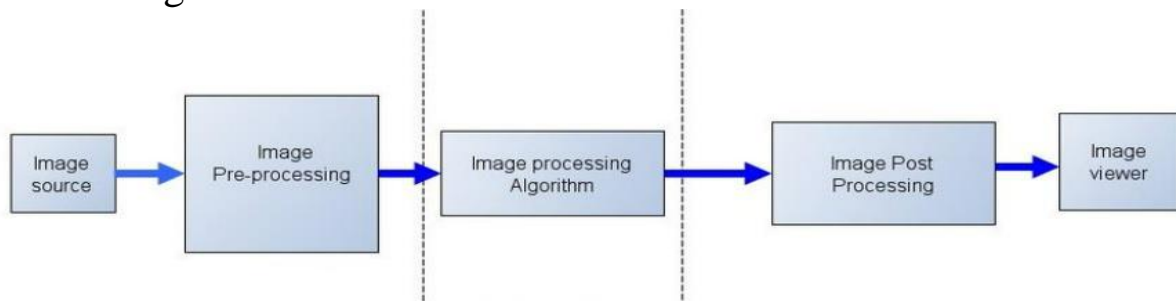 Image
source
Image
Pre-processing
Image processing
Algorithm
Image Post
Processing
Image
viewer